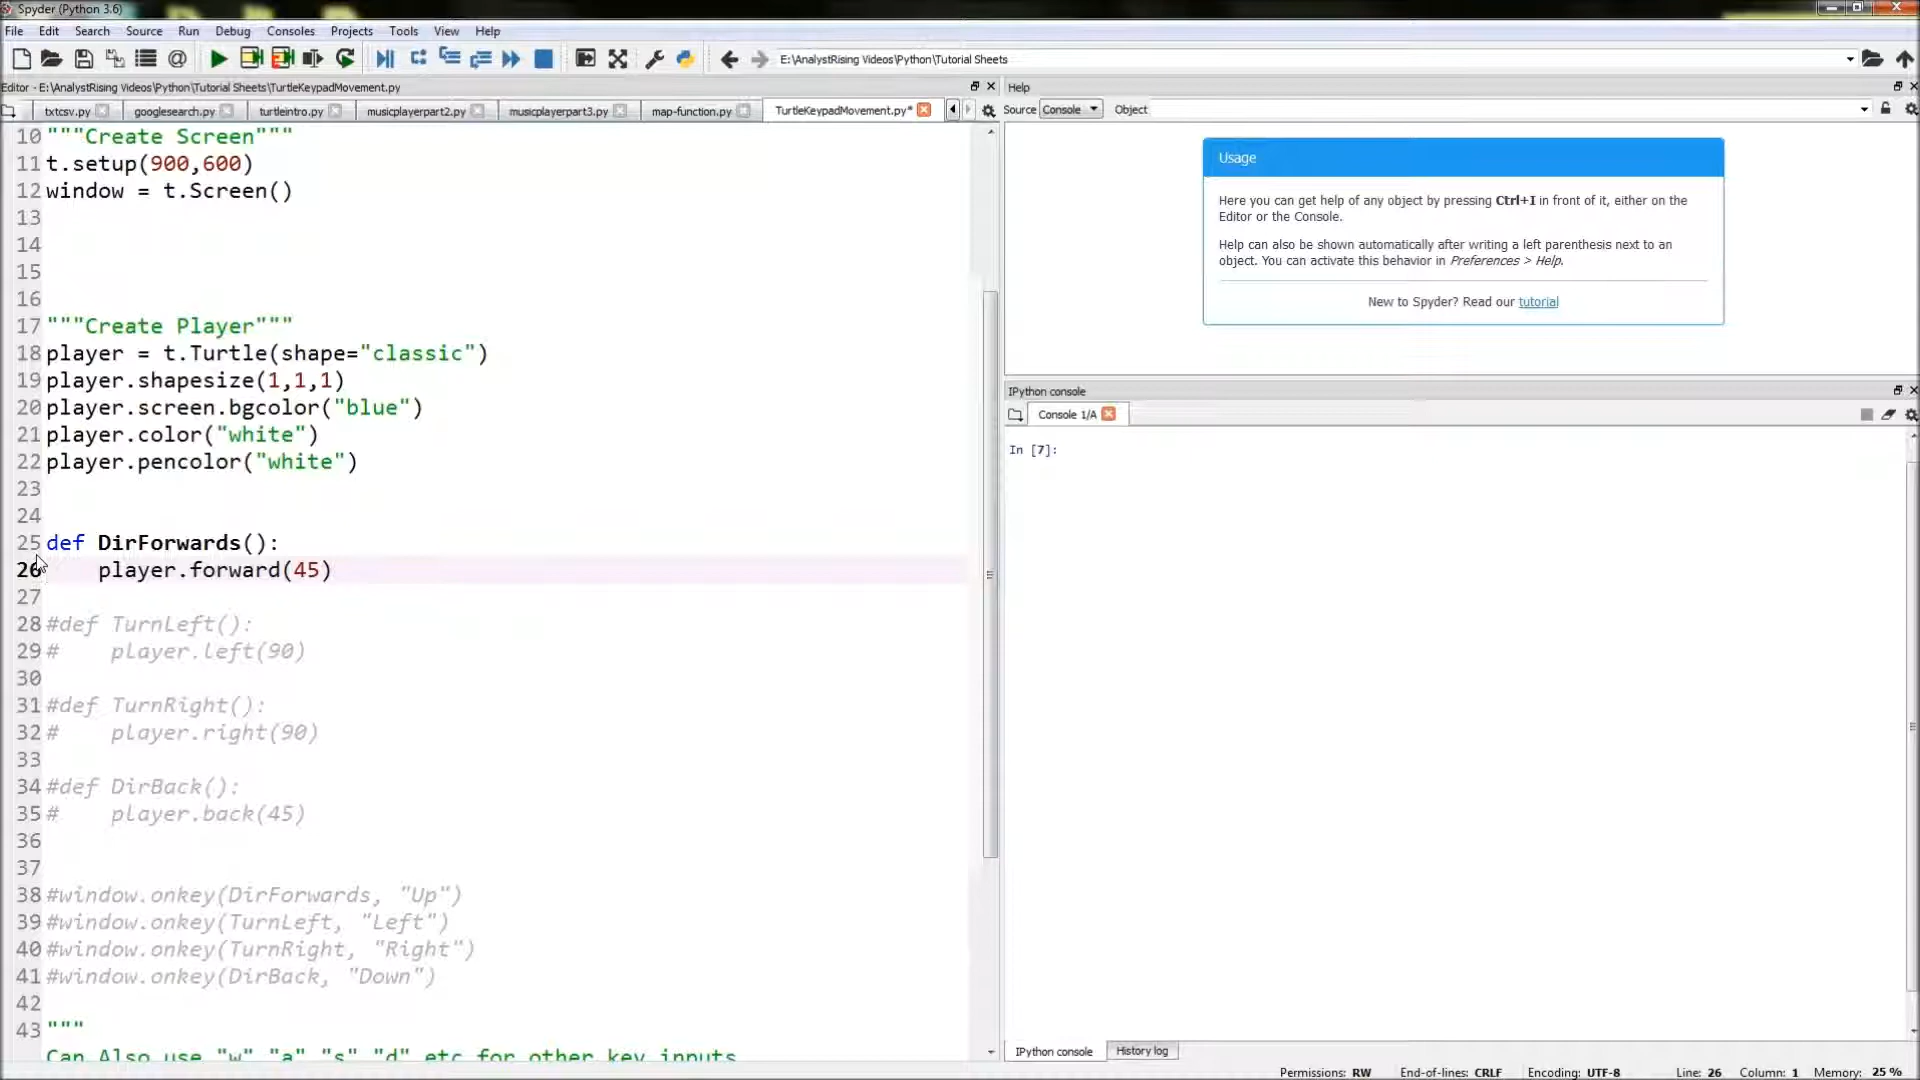 Spyder (Python 3.6)
File Edit Search Source Run Debug Consoles Projects Tools View Help
E:\AnalystRising Videos\Python\Tutorial Sheets
Editor - E:\AnalystRising Videos\Python\Tutorial Sheets\TurtleKeypadMovement.py
txtcsv.py googlesearch.py turtleintro.py musicplayerpart2.py musicplayerpart3.py map-function.py TurtleKeypadMovement.py*
10 """Create Screen"""
11 t.setup(900,600)
12 window = t.Screen()
13
14
15
16
17 """Create Player"""
18 player = t.Turtle(shape="classic")
19 player.shapesize(1,1,1)
20 player.screen.bgcolor("blue")
21 player.color("white")
22 player.pencolor("white")
23
24
25 def DirForwards():
26     player.forward(45)
27
28 #def TurnLeft():
29 #    player.left(90)
30
31 #def TurnRight():
32 #    player.right(90)
33
34 #def DirBack():
35 #    player.back(45)
36
37
38 #window.onkey(DirForwards, "Up")
39 #window.onkey(TurnLeft, "Left")
40 #window.onkey(TurnRight, "Right")
41 #window.onkey(DirBack, "Down")
42
43 """
Can Also use "w" "a" "s" "d" etc for other key inputs
Help
Source Console Object
Usage
Here you can get help of any object by pressing Ctrl+I in front of it, either on the
Editor or the Console.
Help can also be shown automatically after writing a left parenthesis next to an
object. You can activate this behavior in Preferences > Help.
New to Spyder? Read our tutorial
IPython console
Console 1/A
In [7]:
IPython console History log
Permissions: RW End-of-lines: CRLF Encoding: UTF-8 Line: 26 Column: 1 Memory: 25 %